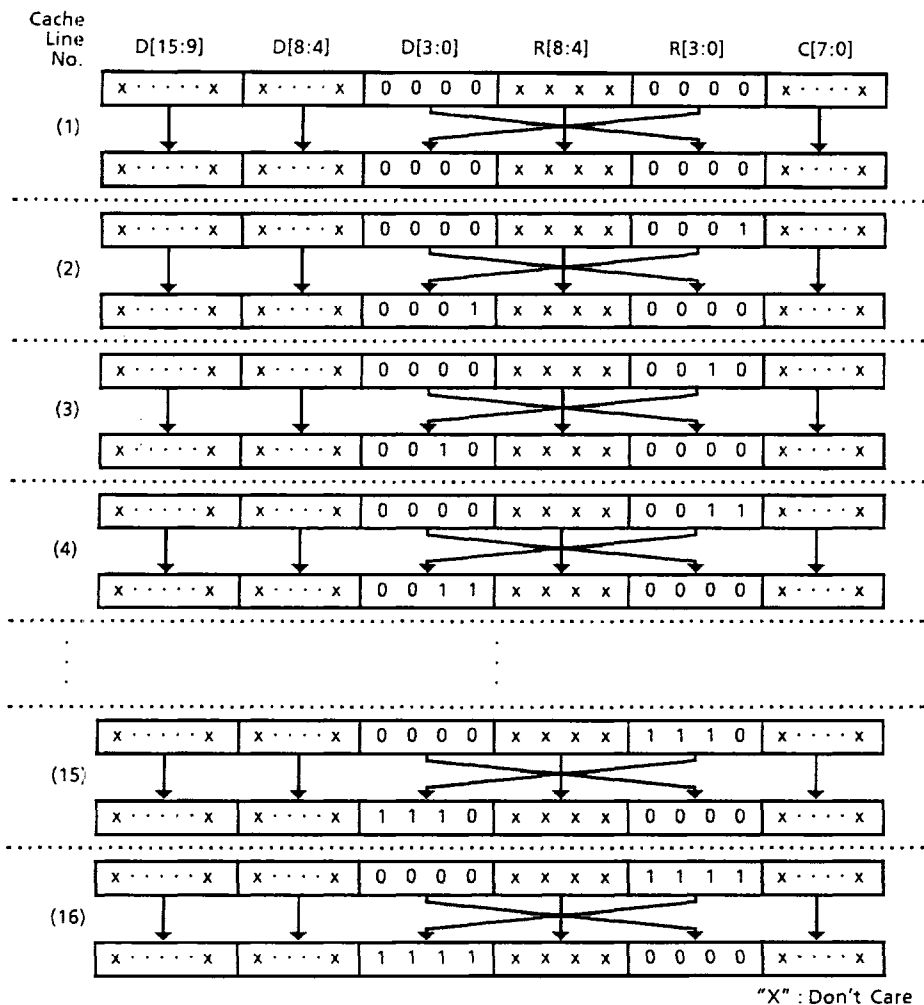 Cache
Line
No.
D[15:9] D[8:4] D[3:0] R[8:4] R[3:0] C[7:0]
x · · · · · x x · · · · x 0 0 0 0 x x x x 0 0 0 0 x · · · · x
(1)
x · · · · · x x · · · · x 0 0 0 0 x x x x 0 0 0 0 x · · · · x
x · · · · · x x · · · · x 0 0 0 0 x x x x 0 0 0 1 x · · · · x
(2)
x · · · · · x x · · · · x 0 0 0 1 x x x x 0 0 0 0 x · · · · x
x · · · · · x x · · · · x 0 0 0 0 x x x x 0 0 1 0 x · · · · x
(3)
x · · · · · x x · · · · x 0 0 1 0 x x x x 0 0 0 0 x · · · · x
x · · · · · x x · · · · x 0 0 0 0 x x x x 0 0 1 1 x · · · · x
(4)
x · · · · · x x · · · · x 0 0 1 1 x x x x 0 0 0 0 x · · · · x
x · · · · · x x · · · · x 0 0 0 0 x x x x 1 1 1 0 x · · · · x
(15)
x · · · · · x x · · · · x 1 1 1 0 x x x x 0 0 0 0 x · · · · x
x · · · · · x x · · · · x 0 0 0 0 x x x x 1 1 1 1 x · · · · x
(16)
x · · · · · x x · · · · x 1 1 1 1 x x x x 0 0 0 0 x · · · · x
"X" : Don't Care